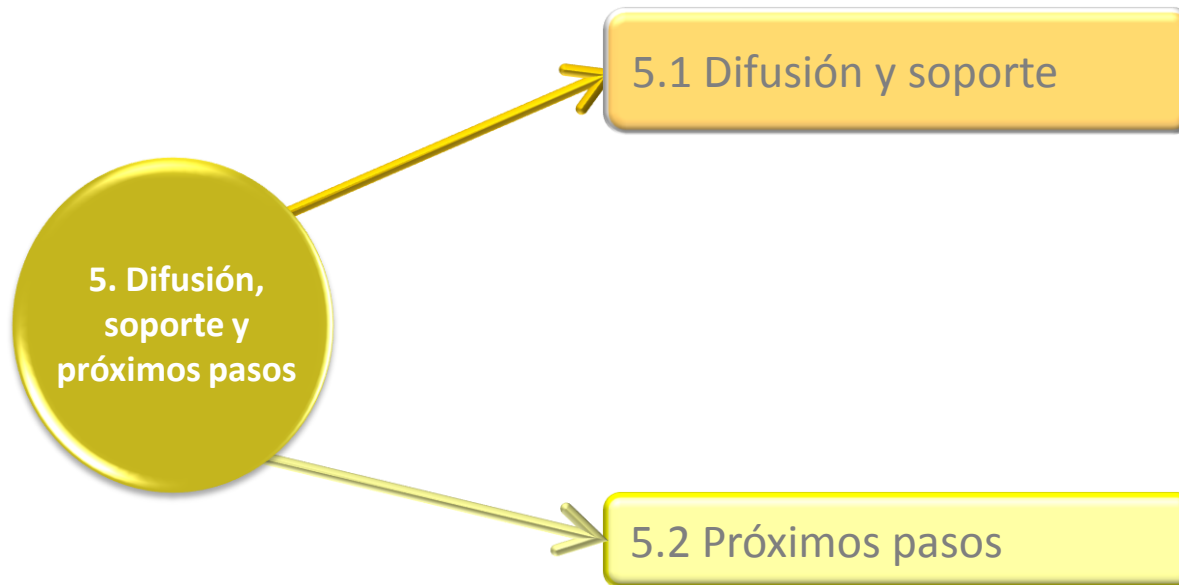 5. Difusión,
soporte y
próximos pasos
5.1 Difusión y soporte
5.2 Próximos pasos